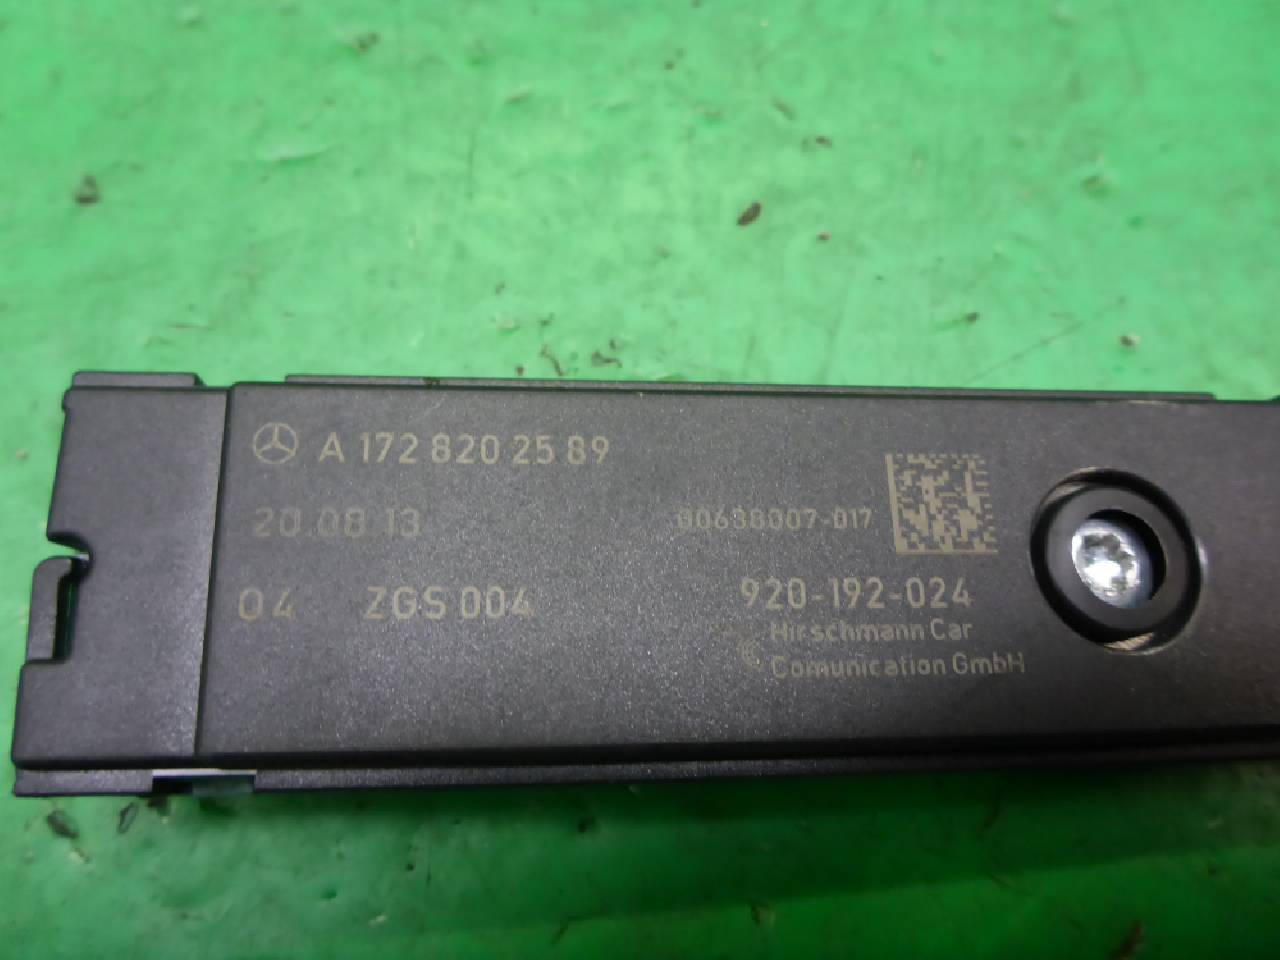 A 172 820 25 89
20.08.13
00638007-017
04 ZGS 004
920-192-024
Hirschmann Car
Comunication GmbH